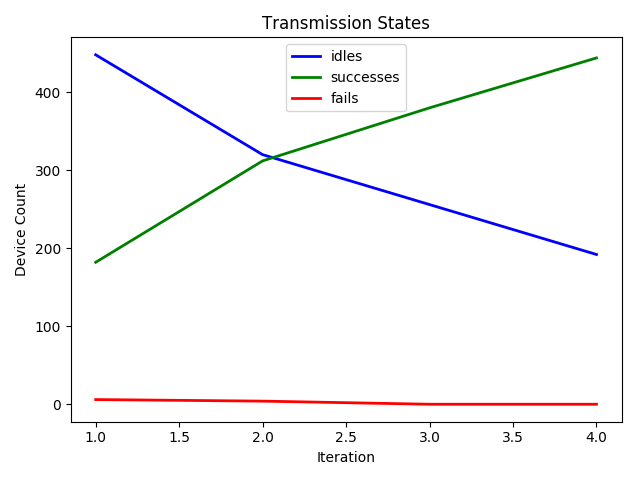 Transmission States
idles
successes
fails
Device Count
400
300
200
100
0
1.0 1.5 2.0 2.5 3.0 3.5 4.0
Iteration